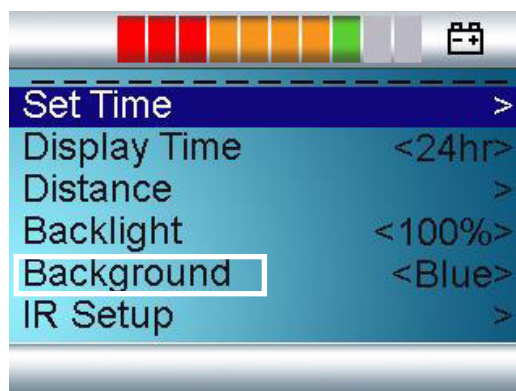 Set Time >
Display Time <24hr>
Distance >
Backlight <100%>
Background <Blue>
IR Setup >